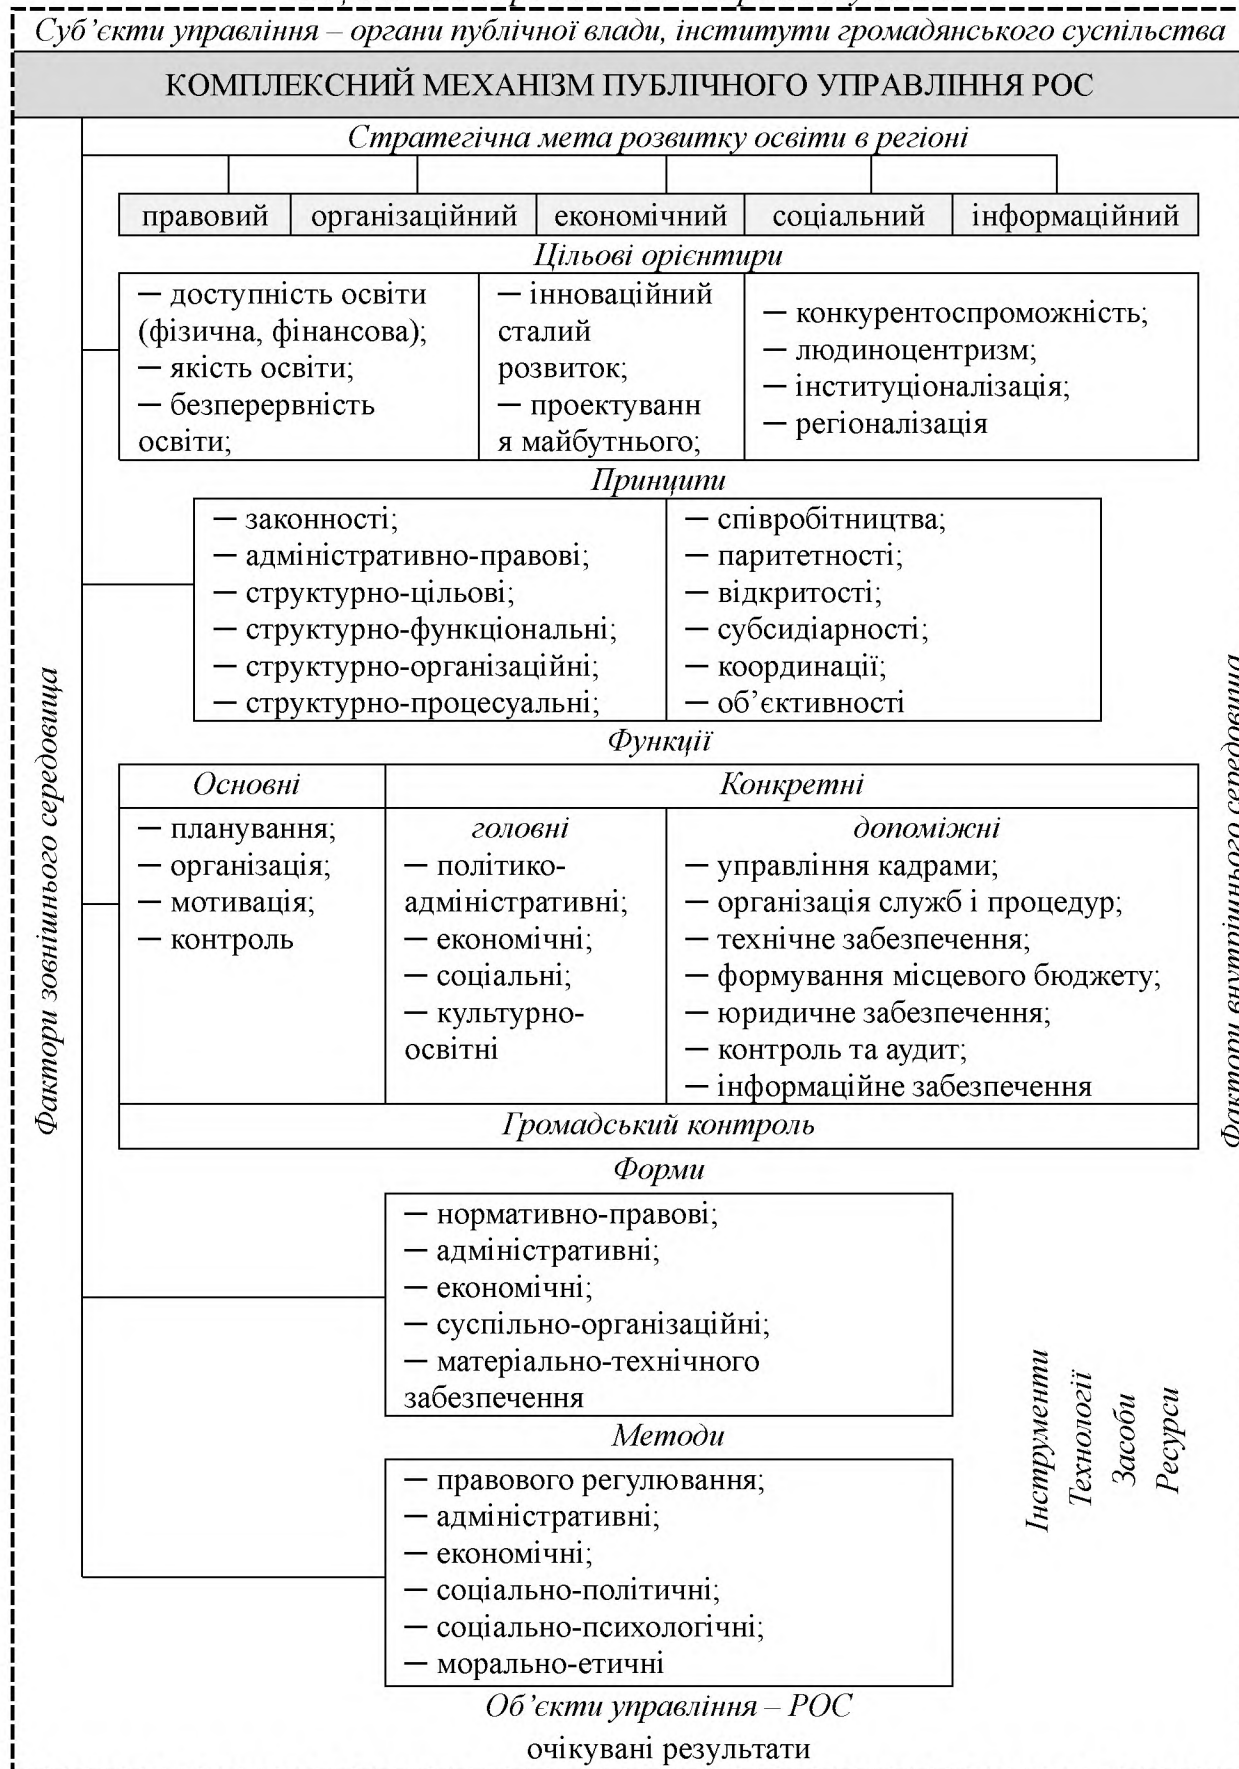 Суб’єкти управління – органи публічної влади, інститути громадянського суспільства
КОМПЛЕКСНИЙ МЕХАНІЗМ ПУБЛІЧНОГО УПРАВЛІННЯ РОС
Стратегічна мета розвитку освіти в регіоні
правовий організаційний економічний соціальний інформаційний
Цільові орієнтири
— доступність освіти
(фізична, фінансова);
— якість освіти;
— безперервність
освіти;
— інноваційний
сталий
розвиток;
— проектуванн
я майбутнього;
— конкурентоспроможність;
— людиноцентризм;
— інституціоналізація;
— регіоналізація
Принципи
— законності;
— адміністративно-правові;
— структурно-цільові;
— структурно-функціональні;
— структурно-організаційні;
— структурно-процесуальні;
— співробітництва;
— паритетності;
— відкритості;
— субсидіарності;
— координації;
— об’єктивності
Функції
Основні
— планування;
— організація;
— мотивація;
— контроль
Конкретні
головні
— політико-
адміністративні;
— економічні;
— соціальні;
— культурно-
освітні
допоміжні
— управління кадрами;
— організація служб і процедур;
— технічне забезпечення;
— формування місцевого бюджету;
— юридичне забезпечення;
— контроль та аудит;
— інформаційне забезпечення
Громадський контроль
Форми
— нормативно-правові;
— адміністративні;
— економічні;
— суспільно-організаційні;
— матеріально-технічного
забезпечення
Методи
— правового регулювання;
— адміністративні;
— економічні;
— соціально-політичні;
— соціально-психологічні;
— морально-етичні
Об’єкти управління – РОС
очікувані результати
Фактори зовнішнього середовища
Фактори внутрішнього середовища
Інструменти
Технології
Засоби
Ресурси